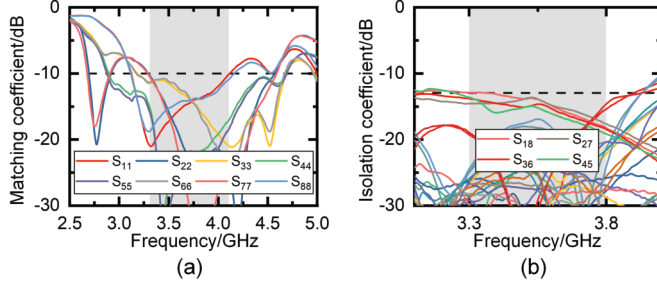 (a)
(b)
Matching coefficient/dB
0
-10
-20
-30
S11 S22 S33 S44
S55 S66 S77 S88
2.5 3.0 3.5 4.0 4.5 5.0
Frequency/GHz
(a)
Isolation coefficient/dB
0
-10
-20
-30
S18 S27
S36 S45
3.3 3.8
Frequency/GHz
(b)